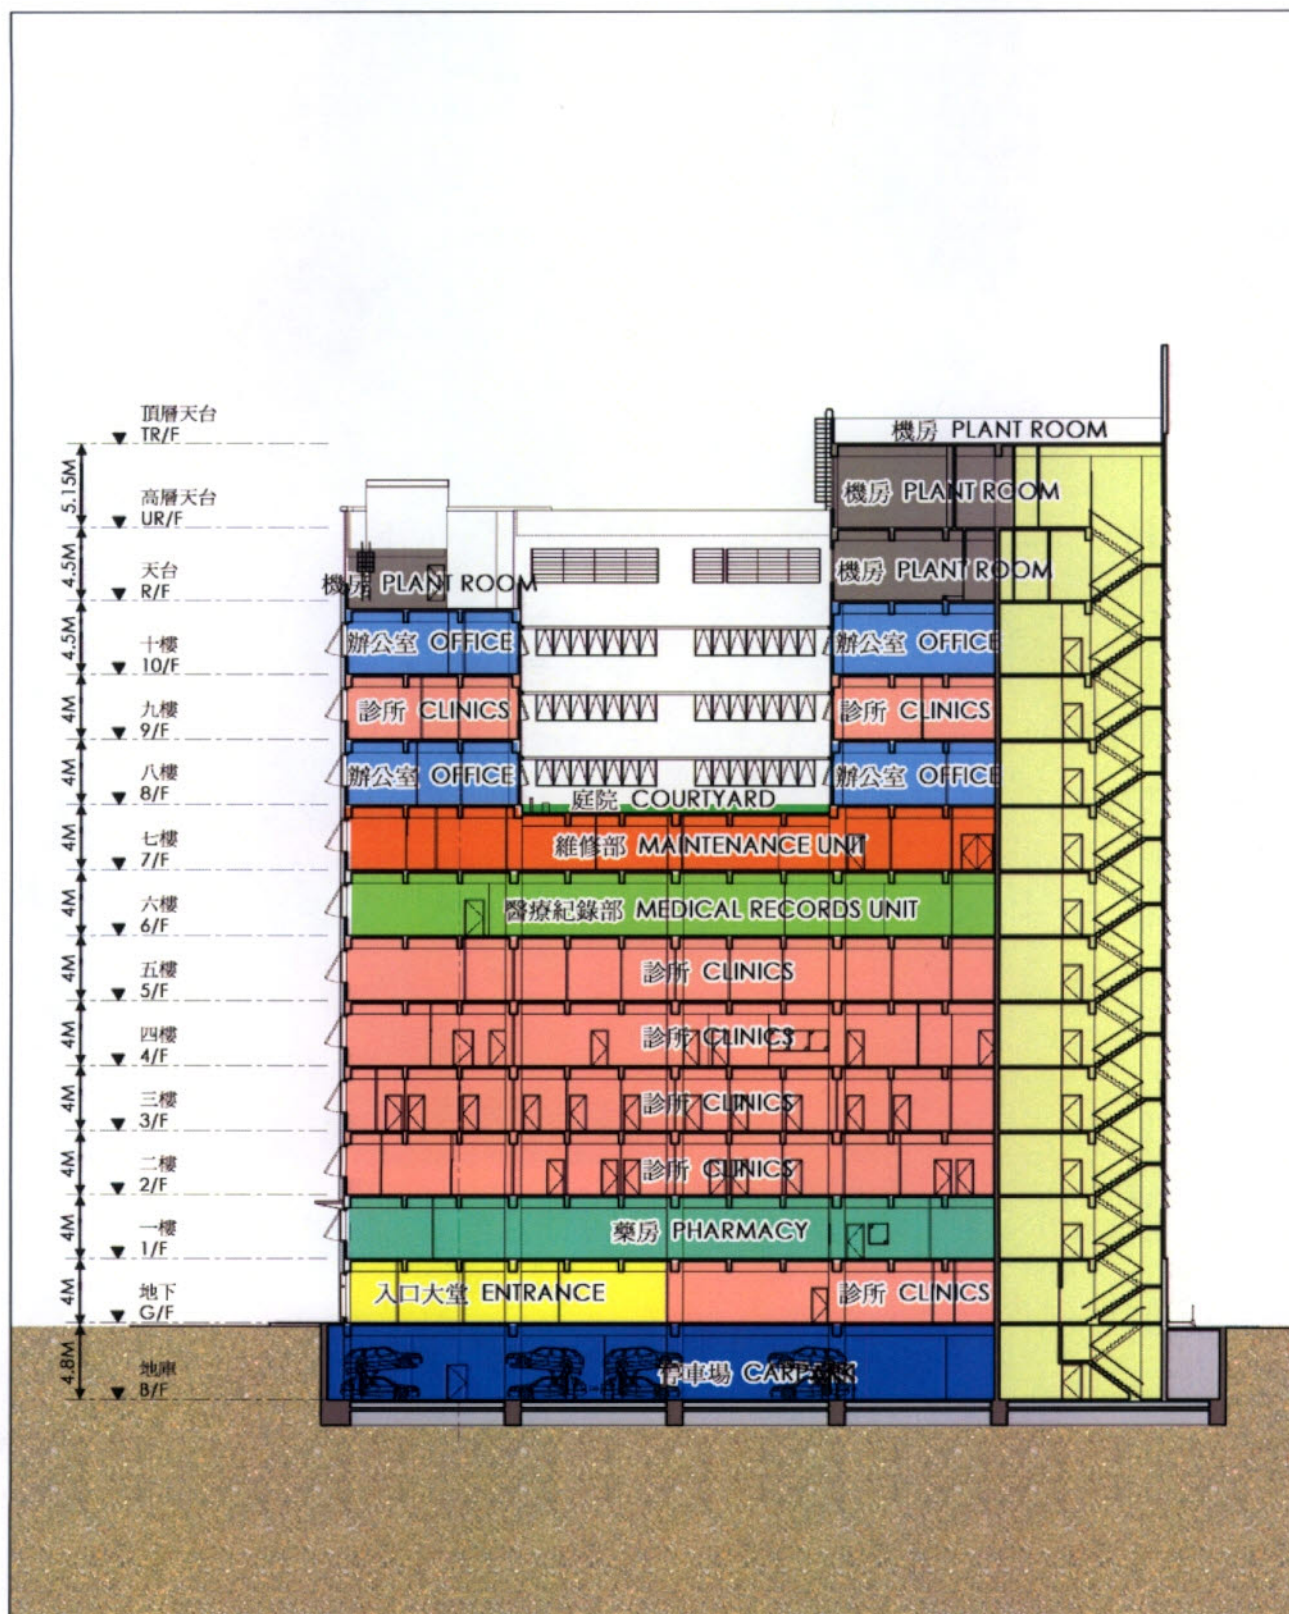 頂層天台
TR/F
機房 PLANT ROOM
5.15M
機房 PLANT ROOM
高層天台
UR/F
4.5M
天台
R/F
機房 PLANT ROOM
機房 PLANT ROOM
4.5M
十樓
10/F
辦公室 OFFICE
辦公室 OFFICE
4M
九樓
9/F
診所 CLINICS
診所 CLINICS
4M
八樓
8/F
辦公室 OFFICE
辦公室 OFFICE
庭院 COURTYARD
4M
七樓
7/F
維修部 MAINTENANCE UNIT
4M
六樓
6/F
醫療紀錄部 MEDICAL RECORDS UNIT
4M
五樓
5/F
診所 CLINICS
4M
四樓
4/F
診所 CLINICS
4M
三樓
3/F
診所 CLINICS
4M
二樓
2/F
診所 CLINICS
4M
一樓
1/F
藥房 PHARMACY
4M
地下
G/F
入口大堂 ENTRANCE
診所 CLINICS
4.8M
地庫
B/F
停車場 CARPARK